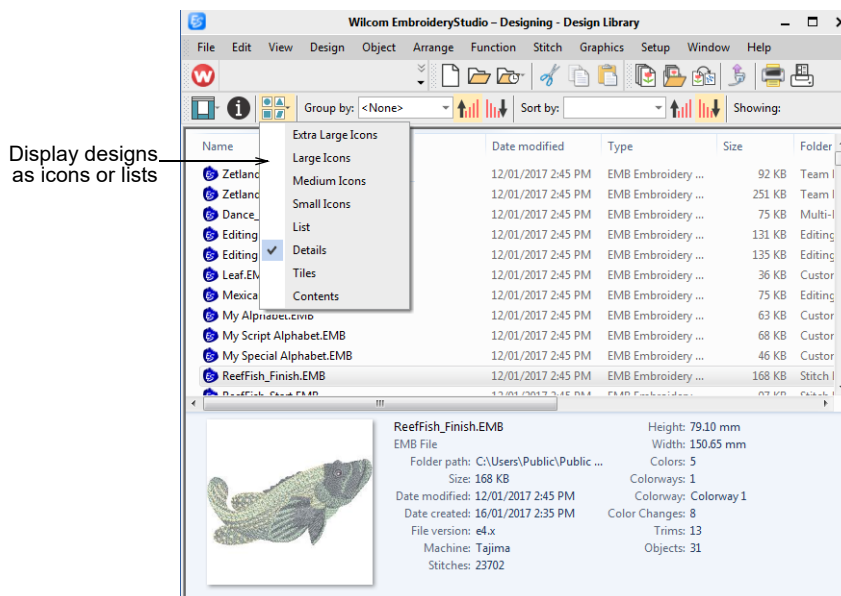 Wilcom EmbroideryStudio – Designing - Design Library
File Edit View Design Object Arrange Function Stitch Graphics Setup Window Help
Group by: <None> Sort by: Showing:
Display designs
as icons or lists
Extra Large Icons
Large Icons
Medium Icons
Small Icons
List
Details
Tiles
Contents
Name Date modified Type Size Folder
Zetland 12/01/2017 2:45 PM EMB Embroidery ... 92 KB Team
Zetland 12/01/2017 2:45 PM EMB Embroidery ... 251 KB Team
Dance_ 12/01/2017 2:45 PM EMB Embroidery ... 75 KB Multi-
Editing 12/01/2017 2:45 PM EMB Embroidery ... 131 KB Editing
Editing 12/01/2017 2:45 PM EMB Embroidery ... 135 KB Editing
Leaf.EM 12/01/2017 2:45 PM EMB Embroidery ... 36 KB Custor
Mexica 12/01/2017 2:45 PM EMB Embroidery ... 75 KB Editing
My Alphabet.EMB 12/01/2017 2:45 PM EMB Embroidery ... 63 KB Custor
My Script Alphabet.EMB 12/01/2017 2:45 PM EMB Embroidery ... 68 KB Custor
My Special Alphabet.EMB 12/01/2017 2:45 PM EMB Embroidery ... 46 KB Custor
ReefFish_Finish.EMB 12/01/2017 2:45 PM EMB Embroidery ... 168 KB Stitch
ReefFish_Finish.EMB
EMB File
Folder path: C:\Users\Public\Public ...
Size: 168 KB
Date modified: 12/01/2017 2:45 PM
Date created: 16/01/2017 2:35 PM
File version: e4.x
Machine: Tajima
Stitches: 23702
Height: 79.10 mm
Width: 150.65 mm
Colors: 5
Colorways: 1
Colorway: Colorway 1
Color Changes: 8
Trims: 13
Objects: 31